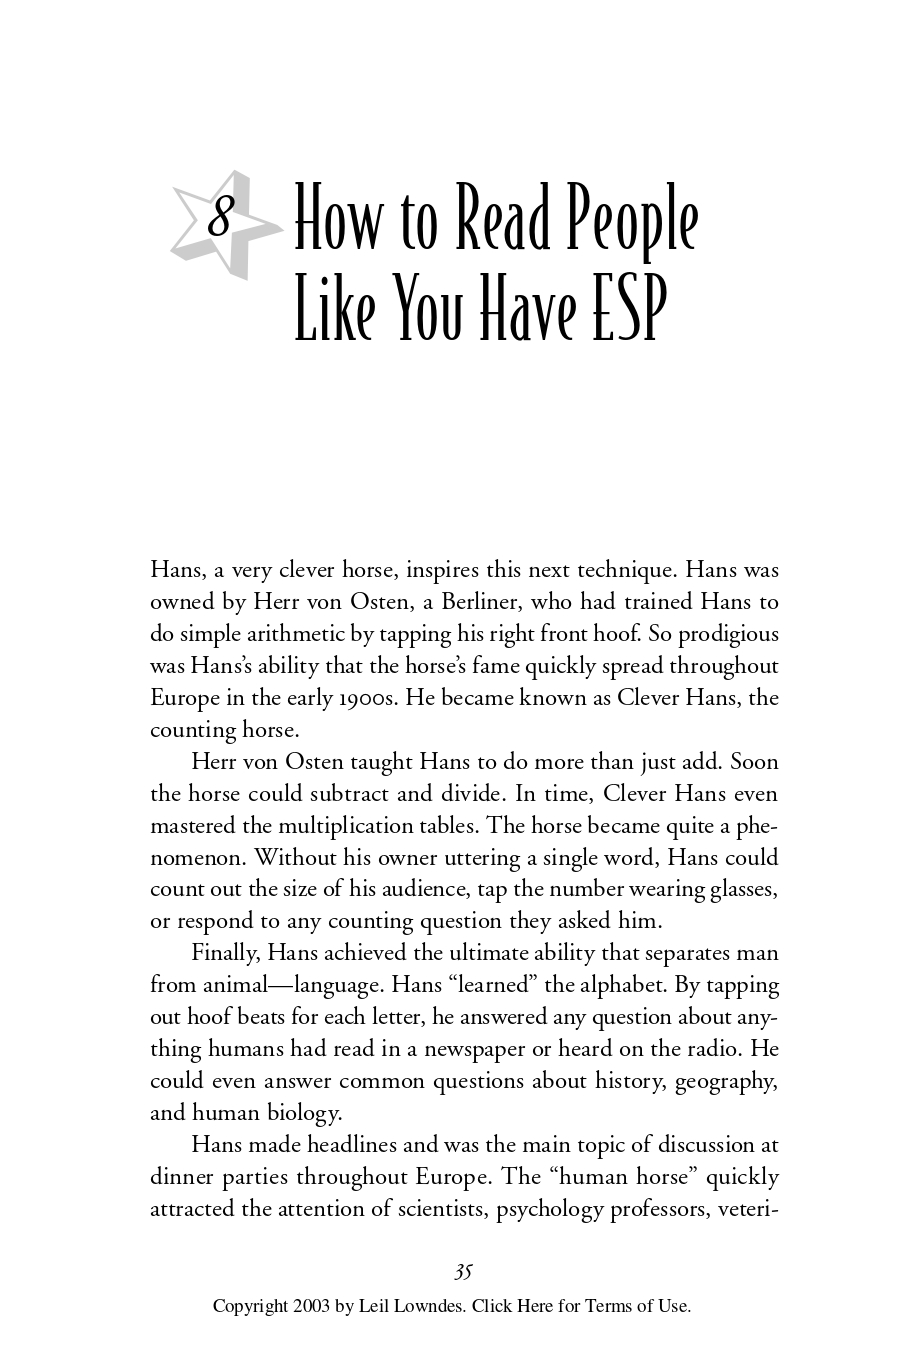 8
How to Read People
Like You Have ESP
Hans, a very clever horse, inspires this next technique. Hans was
owned by Herr von Osten, a Berliner, who had trained Hans to
do simple arithmetic by tapping his right front hoof. So prodigious
was Hans’s ability that the horse’s fame quickly spread throughout
Europe in the early 1900s. He became known as Clever Hans, the
counting horse.
Herr von Osten taught Hans to do more than just add. Soon
the horse could subtract and divide. In time, Clever Hans even
mastered the multiplication tables. The horse became quite a phe-
nomenon. Without his owner uttering a single word, Hans could
count out the size of his audience, tap the number wearing glasses,
or respond to any counting question they asked him.
Finally, Hans achieved the ultimate ability that separates man
from animal—language. Hans “learned” the alphabet. By tapping
out hoof beats for each letter, he answered any question about any-
thing humans had read in a newspaper or heard on the radio. He
could even answer common questions about history, geography,
and human biology.
Hans made headlines and was the main topic of discussion at
dinner parties throughout Europe. The “human horse” quickly
attracted the attention of scientists, psychology professors, veteri-
35
Copyright 2003 by Leil Lowndes. Click Here for Terms of Use.